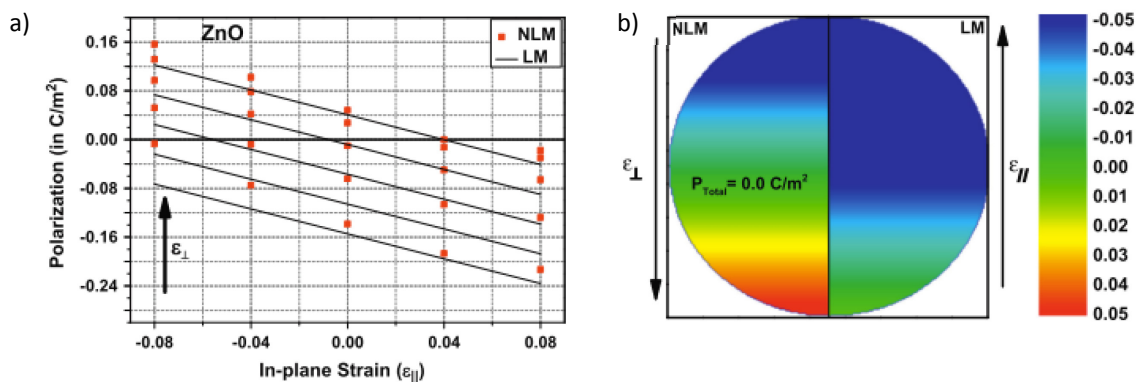 a)
ZnO
NLM
LM
0.16
0.08
0.00
-0.08
-0.16
-0.24
Polarization (in C/m²)
ε⊥
-0.08 -0.04 0.00 0.04 0.08
In-plane Strain (ε||)
b)
NLM LM
ε⊥
P Total = 0.0 C/m²
ε//
-0.05
-0.04
-0.03
-0.02
-0.01
0.00
0.01
0.02
0.03
0.04
0.05